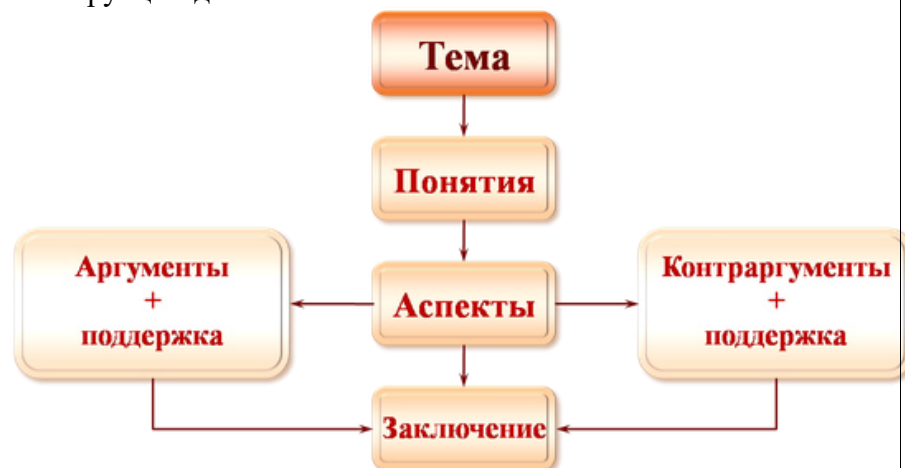 Тема
Понятия
Аргументы
+
поддержка
Аспекты
Контраргументы
+
поддержка
Заключение